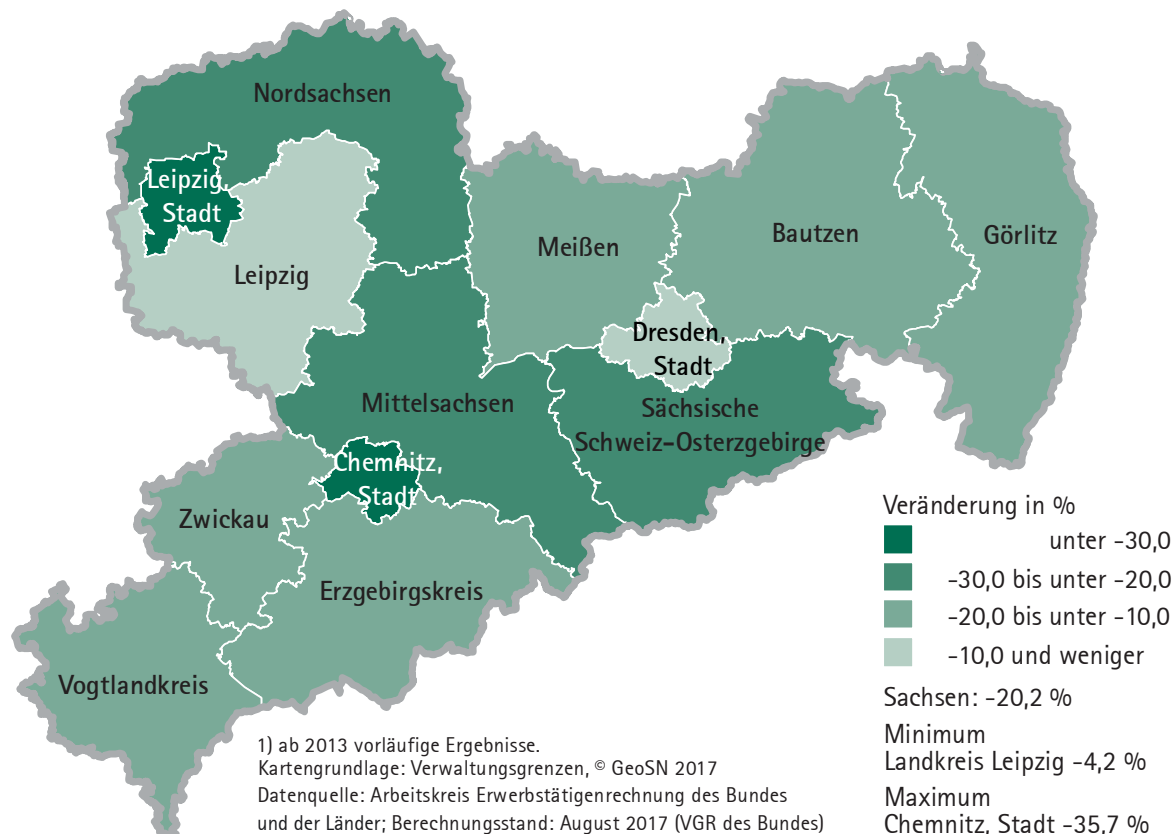 Nordsachsen
Leipzig,
Stadt
Leipzig
Meißen
Bautzen
Görlitz
Dresden,
Stadt
Mittelsachsen
Sächsische
Schweiz-Osterzgebirge
Chemnitz,
Stadt
Zwickau
Erzgebirgskreis
Vogtlandkreis
Veränderung in %
unter -30,0
-30,0 bis unter -20,0
-20,0 bis unter -10,0
-10,0 und weniger
Sachsen: -20,2 %
Minimum
Landkreis Leipzig -4,2 %
Maximum
Chemnitz, Stadt -35,7 %
1) ab 2013 vorläufige Ergebnisse.
Kartengrundlage: Verwaltungsgrenzen, © GeoSN 2017
Datenquelle: Arbeitskreis Erwerbstätigenrechnung des Bundes
und der Länder; Berechnungsstand: August 2017 (VGR des Bundes)